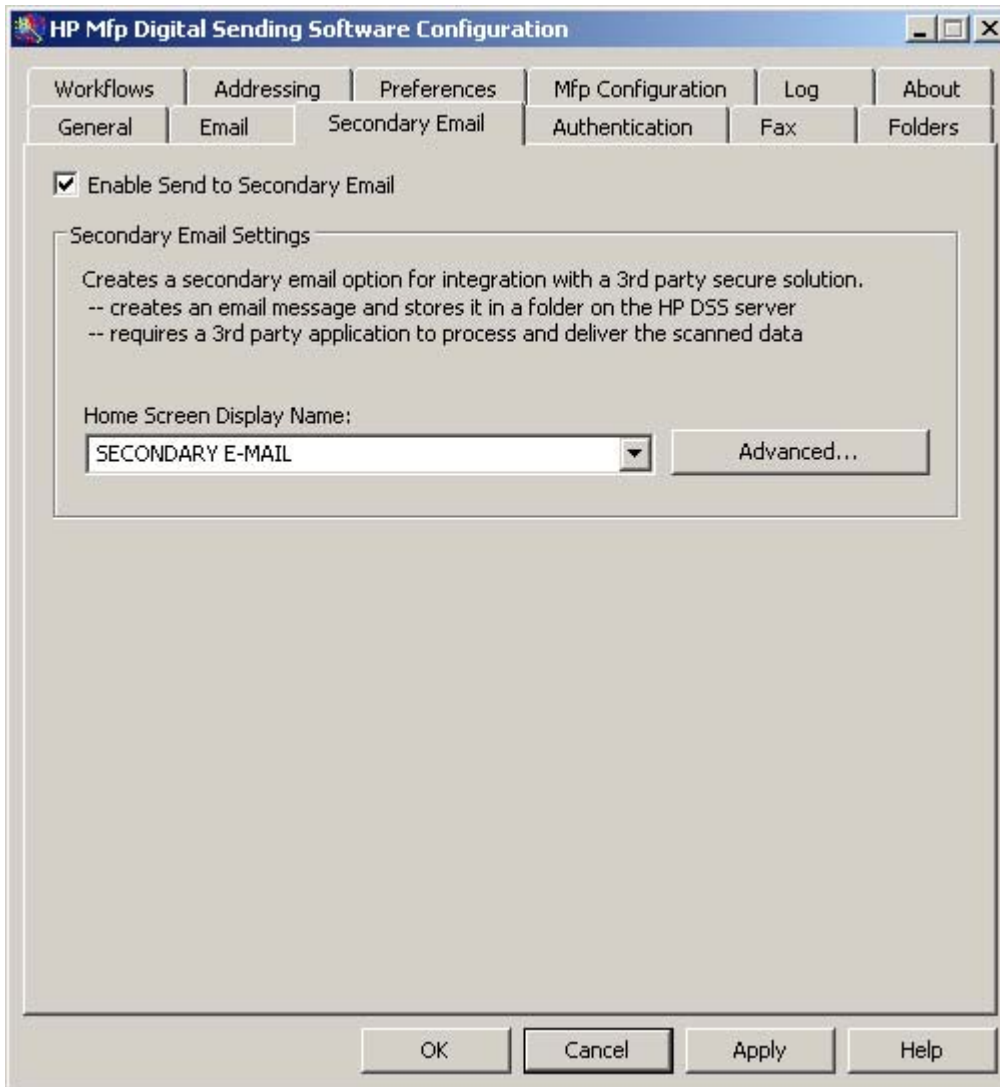 HP Mfp Digital Sending Software Configuration
Workflows Addressing Preferences Mfp Configuration Log About
General Email Secondary Email Authentication Fax Folders
Enable Send to Secondary Email
Secondary Email Settings
Creates a secondary email option for integration with a 3rd party secure solution.
-- creates an email message and stores it in a folder on the HP DSS server
-- requires a 3rd party application to process and deliver the scanned data
Home Screen Display Name:
SECONDARY E-MAIL Advanced...
OK Cancel Apply Help